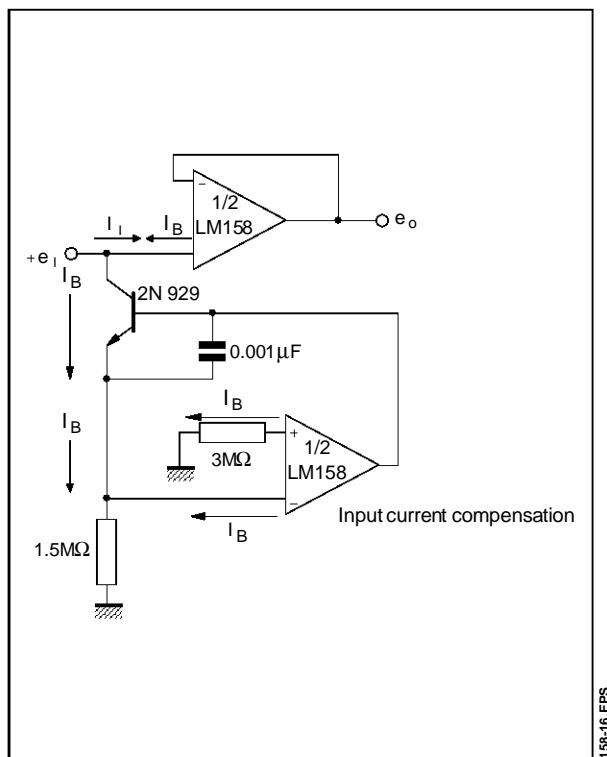 −
1/2
LM158
I I
I B
e o
+e I
I B
2N 929
0.001µF
I B
I B
+
1/2
LM158
3MΩ
−
I B
Input current compensation
1.5MΩ
158-16.EPS